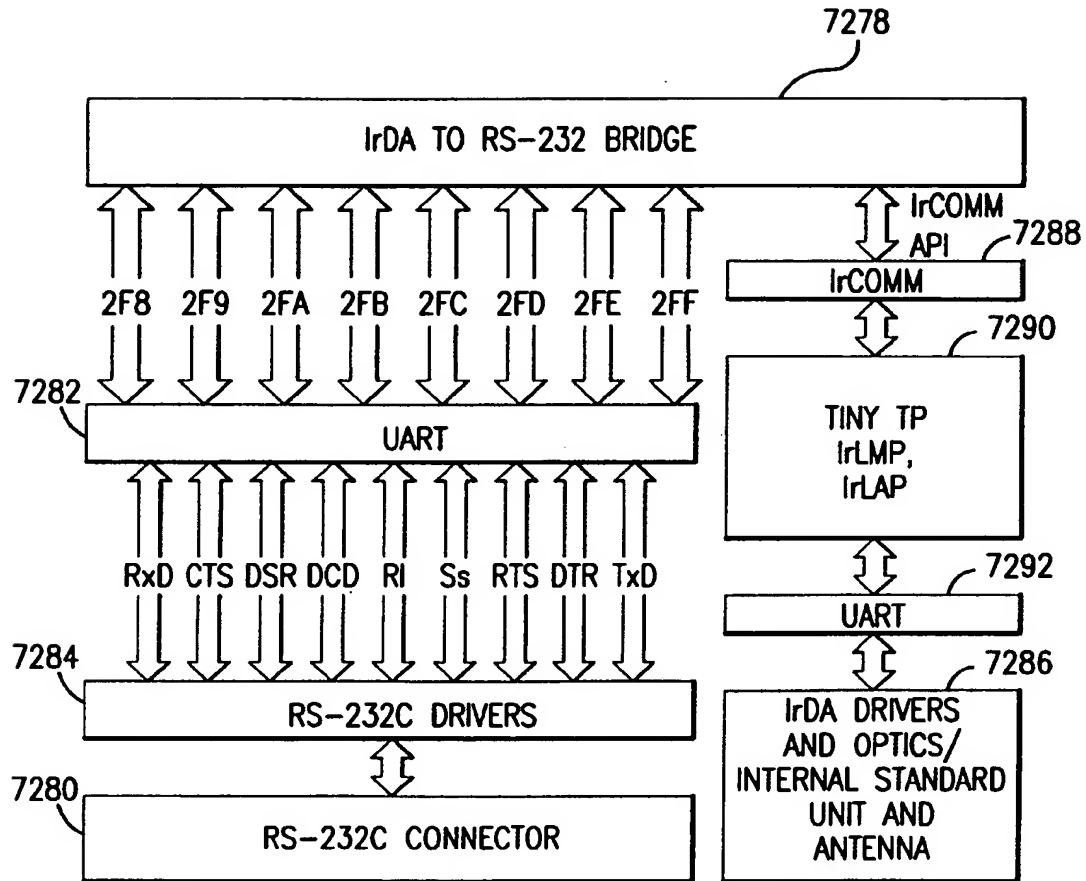 7278
IrDA TO RS-232 BRIDGE
IrCOMM
API
7288
IrCOMM
2F8 2F9 2FA 2FB 2FC 2FD 2FE 2FF
7290
7282
UART
TINY TP
IrLMP,
IrLAP
RxD CTS DSR DCD RI Ss RTS DTR TxD
7292
UART
7284
RS-232C DRIVERS
7286
IrDA DRIVERS
AND OPTICS/
INTERNAL STANDARD
UNIT AND
ANTENNA
7280
RS-232C CONNECTOR